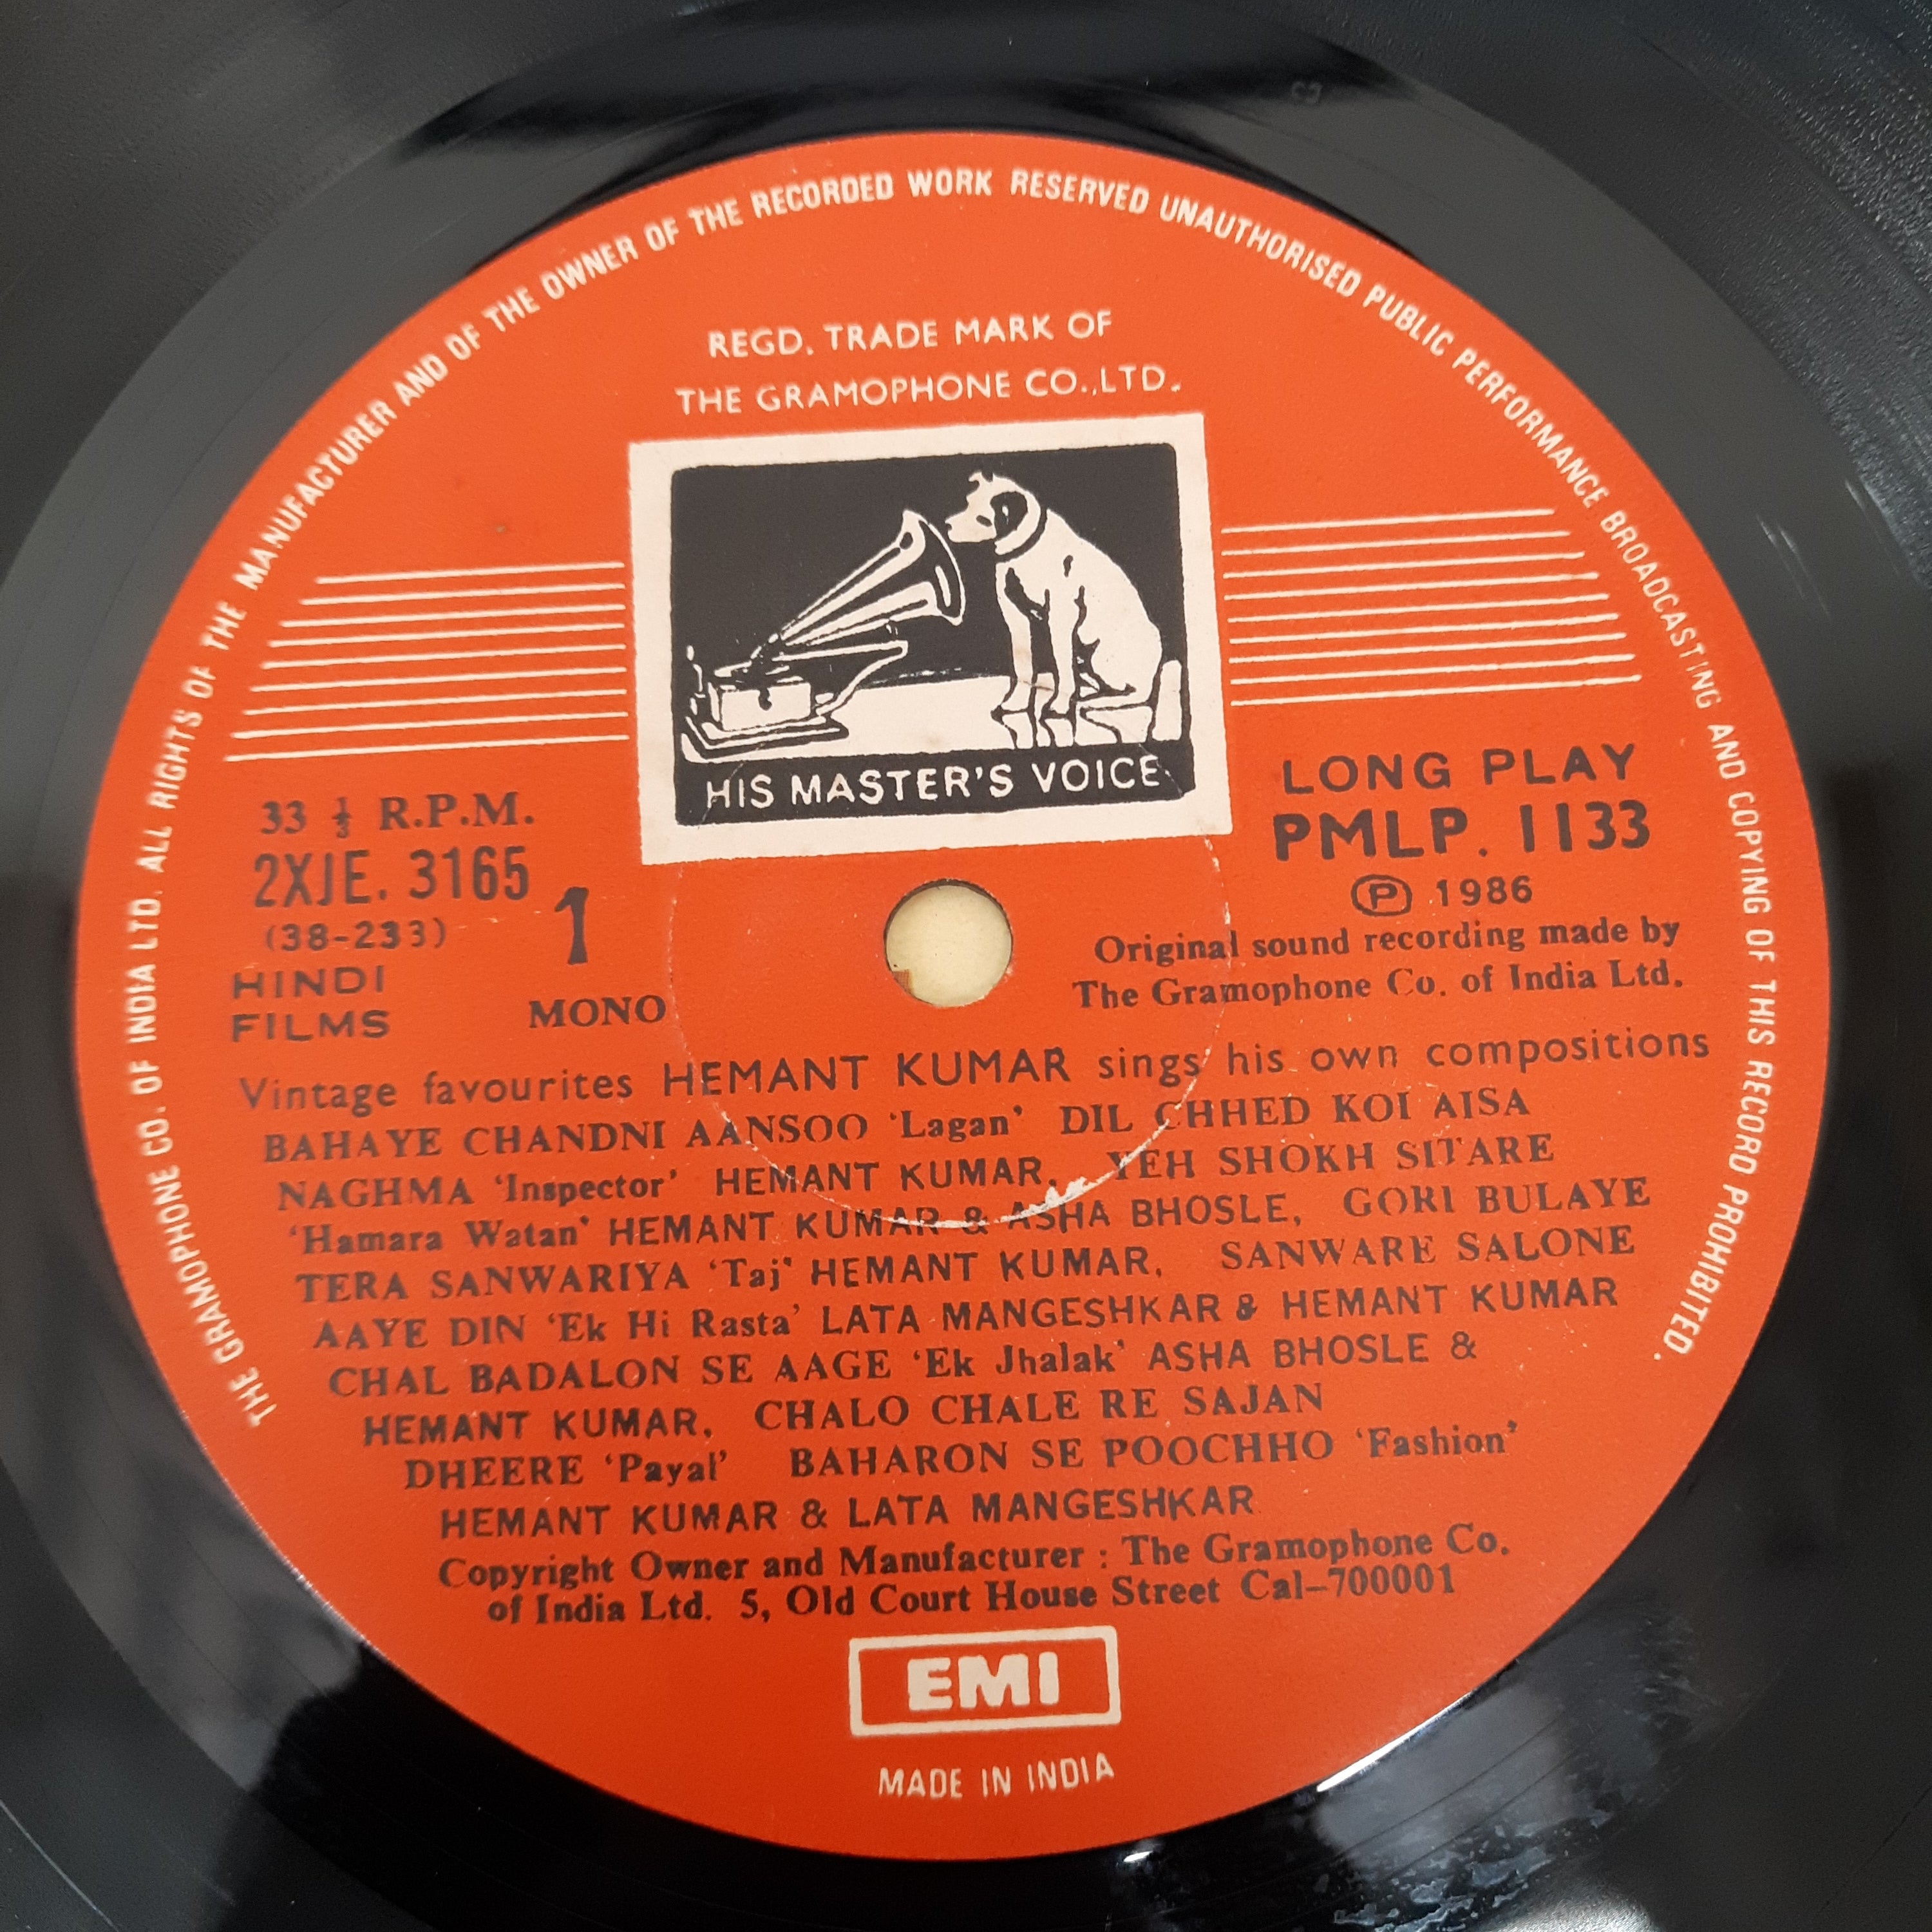 THE GRAMOPHONE CO. OF INDIA LTD. ALL RIGHTS OF THE MANUFACTURER AND OF THE OWNER OF THE RECORDED WORK RESERVED UNAUTHORISED PUBLIC PERFORMANCE BROADCASTING AND COPYING OF THIS RECORD PROHIBITED.
REGD. TRADE MARK OF
THE GRAMOPHONE CO.,LTD.
HIS MASTER'S VOICE
33 ⅓ R.P.M.
2XJE. 3165
(38-233)
1
HINDI
FILMS
MONO
LONG PLAY
PMLP. 1133
Ⓟ 1986
Original sound recording made by
The Gramophone Co. of India Ltd.
Vintage favourites HEMANT KUMAR sings his own compositions
BAHAYE CHANDNI AANSOO 'Lagan' DIL CHHED KOI AISA
NAGHMA 'Inspector' HEMANT KUMAR, YEH SHOKH SITARE
'Hamara Watan' HEMANT KUMAR & ASHA BHOSLE, GORI BULAYE
TERA SANWARIYA 'Taj' HEMANT KUMAR, SANWARE SALONE
AAYE DIN 'Ek Hi Rasta' LATA MANGESHKAR & HEMANT KUMAR
CHAL BADALON SE AAGE 'Ek Jhalak' ASHA BHOSLE &
HEMANT KUMAR, CHALO CHALE RE SAJAN
DHEERE 'Payal' BAHARON SE POOCHHO 'Fashion'
HEMANT KUMAR & LATA MANGESHKAR
Copyright Owner and Manufacturer : The Gramophone Co.
of India Ltd. 5, Old Court House Street Cal-700001
EMI
MADE IN INDIA